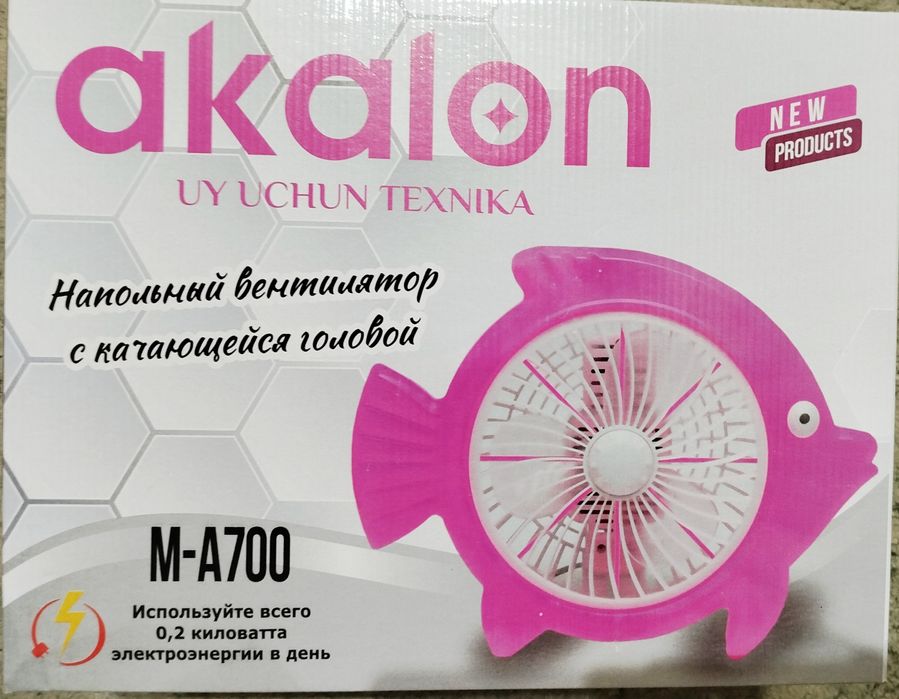 akalon
UY UCHUN TEXNIKA
NEW
PRODUCTS
Напольный вентилятор
с качающейся головой
M-A700
Используйте всего
0,2 киловатта
электроэнергии в день